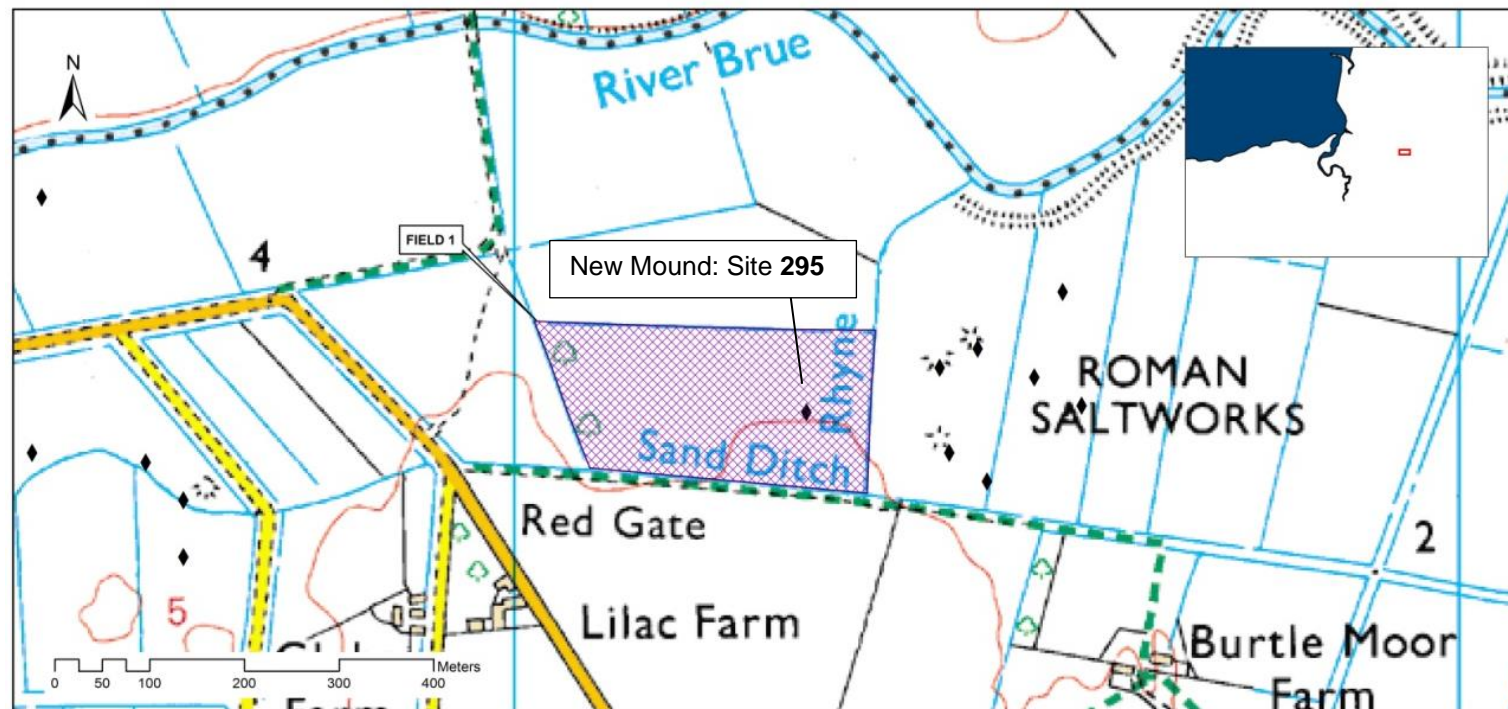 N
River Brue
FIELD 1
4
New Mound: Site 295
Rhyne
ROMAN
SALTWORKS
Sand Ditch
Red Gate
2
5
Lilac Farm
Burtle Moor
Farm
Meters
0 50 100 200 300 400
Farm